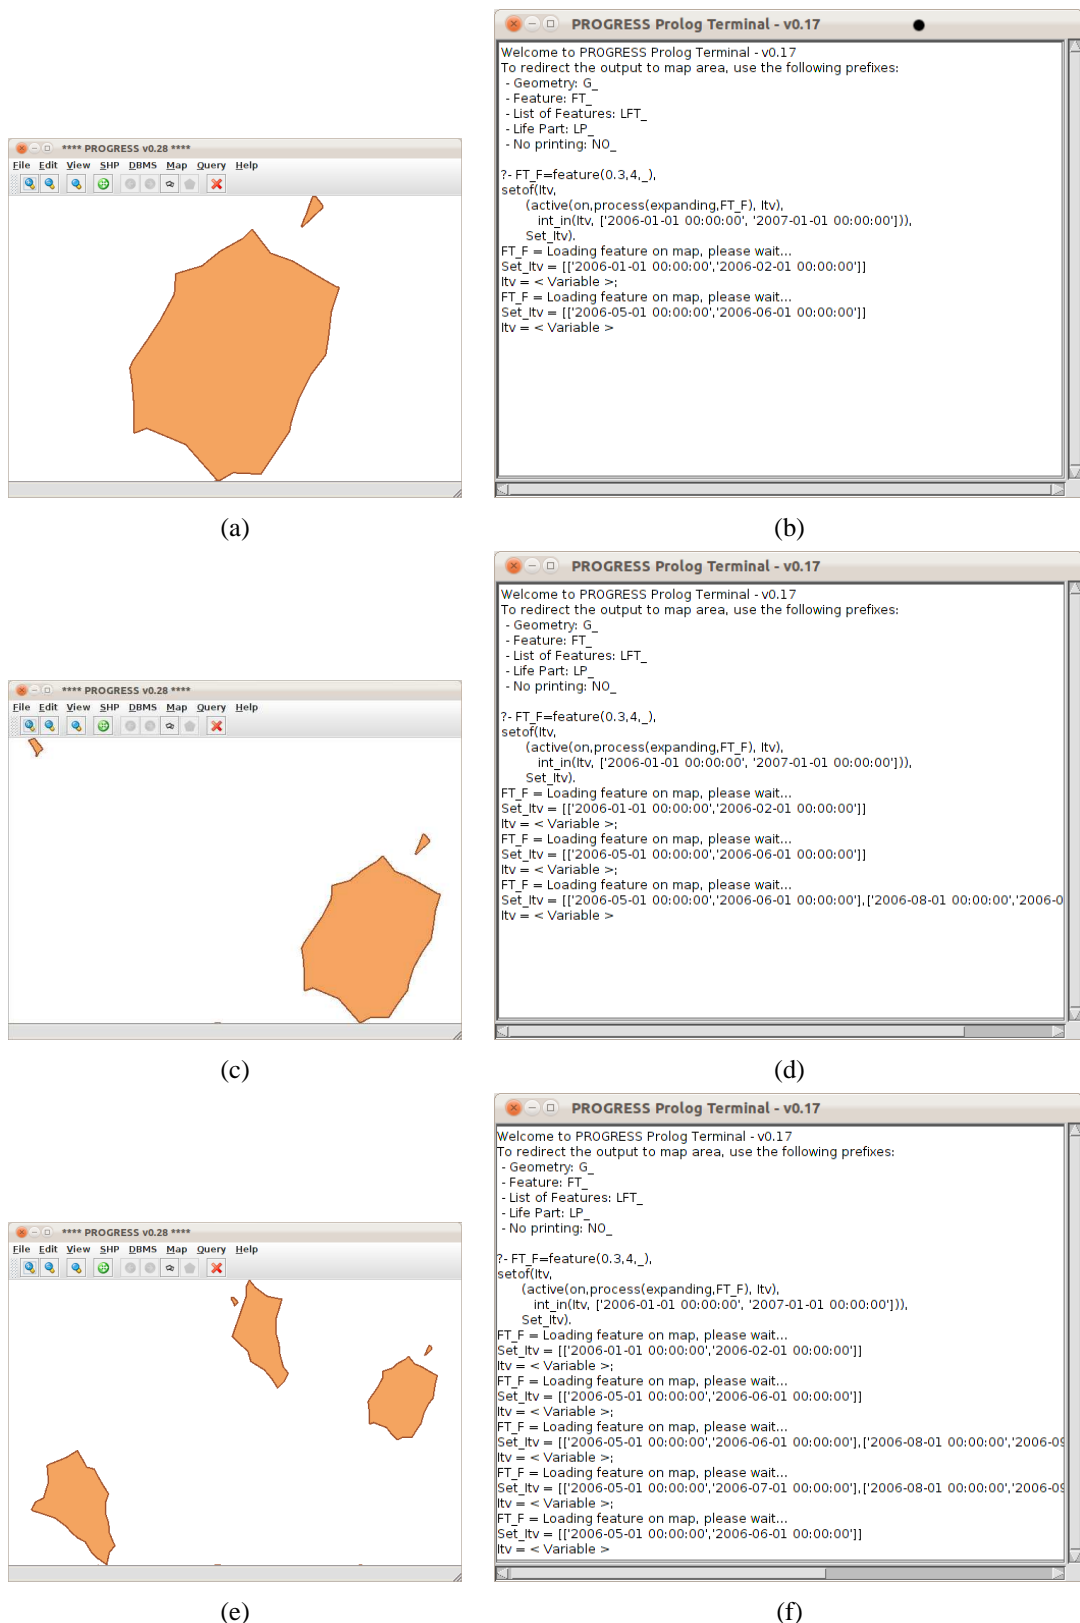 PROGRESS Prolog Terminal - v0.17
Welcome to PROGRESS Prolog Terminal - v0.17
To redirect the output to map area, use the following prefixes:
- Geometry: G_
- Feature: FT_
- List of Features: LFT_
- Life Part: LP_
- No printing: NO_
?- FT_F=feature(0.3,4,_),
setof(Itv,
(active(on,process(expanding,FT_F), Itv),
int_in(Itv, ['2006-01-01 00:00:00', '2007-01-01 00:00:00'])),
Set_Itv).
FT_F = Loading feature on map, please wait...
Set_Itv = [['2006-01-01 00:00:00','2006-02-01 00:00:00']]
Itv = < Variable >;
FT_F = Loading feature on map, please wait...
Set_Itv = [['2006-05-01 00:00:00','2006-06-01 00:00:00']]
Itv = < Variable >
**** PROGRESS v0.28 ****
File Edit View SHP DBMS Map Query Help
(a)
(b)
PROGRESS Prolog Terminal - v0.17
Welcome to PROGRESS Prolog Terminal - v0.17
To redirect the output to map area, use the following prefixes:
- Geometry: G_
- Feature: FT_
- List of Features: LFT_
- Life Part: LP_
- No printing: NO_
?- FT_F=feature(0.3,4,_),
setof(Itv,
(active(on,process(expanding,FT_F), Itv),
int_in(Itv, ['2006-01-01 00:00:00', '2007-01-01 00:00:00'])),
Set_Itv).
FT_F = Loading feature on map, please wait...
Set_Itv = [['2006-01-01 00:00:00','2006-02-01 00:00:00']]
Itv = < Variable >;
FT_F = Loading feature on map, please wait...
Set_Itv = [['2006-05-01 00:00:00','2006-06-01 00:00:00']]
Itv = < Variable >;
FT_F = Loading feature on map, please wait...
Set_Itv = [['2006-05-01 00:00:00','2006-06-01 00:00:00'],['2006-08-01 00:00:00','2006-0
Itv = < Variable >
**** PROGRESS v0.28 ****
File Edit View SHP DBMS Map Query Help
(c)
(d)
PROGRESS Prolog Terminal - v0.17
Welcome to PROGRESS Prolog Terminal - v0.17
To redirect the output to map area, use the following prefixes:
- Geometry: G_
- Feature: FT_
- List of Features: LFT_
- Life Part: LP_
- No printing: NO_
?- FT_F=feature(0.3,4,_),
setof(Itv,
(active(on,process(expanding,FT_F), Itv),
int_in(Itv, ['2006-01-01 00:00:00', '2007-01-01 00:00:00'])),
Set_Itv).
FT_F = Loading feature on map, please wait...
Set_Itv = [['2006-01-01 00:00:00','2006-02-01 00:00:00']]
Itv = < Variable >;
FT_F = Loading feature on map, please wait...
Set_Itv = [['2006-05-01 00:00:00','2006-06-01 00:00:00']]
Itv = < Variable >;
FT_F = Loading feature on map, please wait...
Set_Itv = [['2006-05-01 00:00:00','2006-06-01 00:00:00'],['2006-08-01 00:00:00','2006-09
Itv = < Variable >;
FT_F = Loading feature on map, please wait...
Set_Itv = [['2006-05-01 00:00:00','2006-07-01 00:00:00'],['2006-08-01 00:00:00','2006-09
Itv = < Variable >;
FT_F = Loading feature on map, please wait...
Set_Itv = [['2006-05-01 00:00:00','2006-06-01 00:00:00']]
Itv = < Variable >
**** PROGRESS v0.28 ****
File Edit View SHP DBMS Map Query Help
(e)
(f)